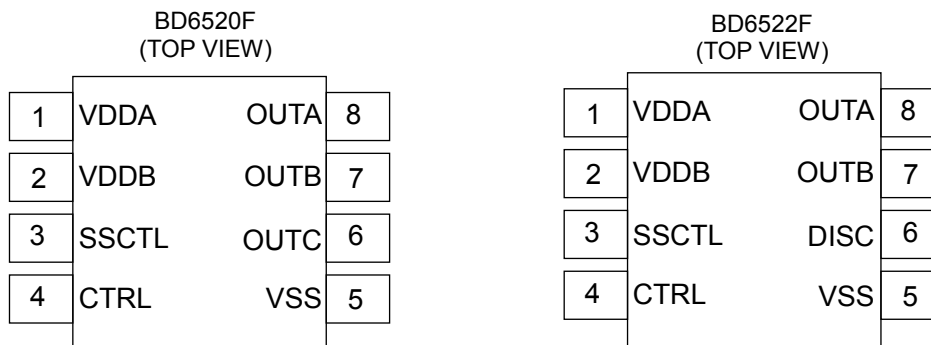 BD6520F
(TOP VIEW)
1 VDDA OUTA 8
2 VDDB OUTB 7
3 SSCTL OUTC 6
4 CTRL VSS 5
BD6522F
(TOP VIEW)
1 VDDA OUTA 8
2 VDDB OUTB 7
3 SSCTL DISC 6
4 CTRL VSS 5